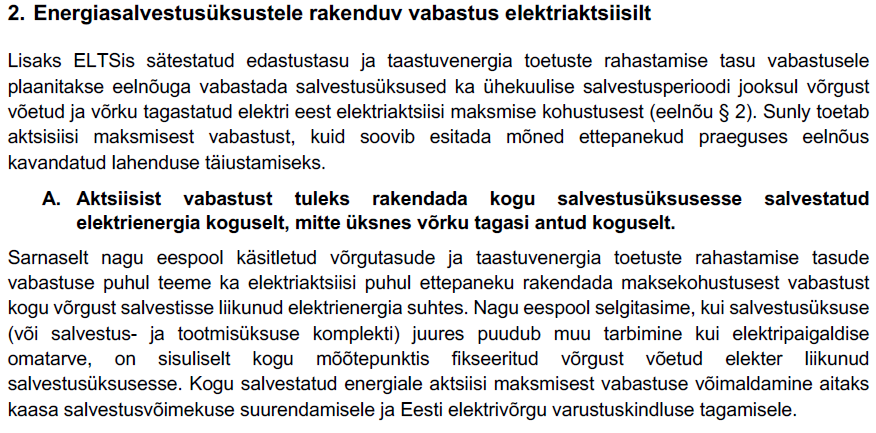 2. Energiasalvestusüksustele rakenduv vabastus elektriaktsiisilt
Lisaks ELTSis sätestatud edastustasu ja taastuvenergia toetuste rahastamise tasu vabastusele
plaanitakse eelnõuga vabastada salvestusüksused ka ühekuulise salvestusperioodi jooksul võrgust
võetud ja võrku tagastatud elektri eest elektriaktsiisi maksmise kohustusest (eelnõu § 2). Sunly toetab
aktsisiisi maksmisest vabastust, kuid soovib esitada mõned ettepanekud praeguses eelnõus
kavandatud lahenduse täiustamiseks.
A. Aktsiisist vabastust tuleks rakendada kogu salvestusüksusesse salvestatud
elektrienergia koguselt, mitte üksnes võrku tagasi antud koguselt.
Sarnaselt nagu eespool käsitletud võrgutasude ja taastuvenergia toetuste rahastamise tasude
vabastuse puhul teeme ka elektriaktsiisi puhul ettepaneku rakendada maksekohustusest vabastust
kogu võrgust salvestisse liikunud elektrienergia suhtes. Nagu eespool selgitasime, kui salvestusüksuse
(või salvestus- ja tootmisüksuse komplekti) juures puudub muu tarbimine kui elektripaigaldise
omatarve, on sisuliselt kogu mõõtepunktis fikseeritud võrgust võetud elekter liikunud
salvestusüksusesse. Kogu salvestatud energiale aktsiisi maksmisest vabastuse võimaldamine aitaks
kaasa salvestusvõimekuse suurendamisele ja Eesti elektrivõrgu varustuskindluse tagamisele.